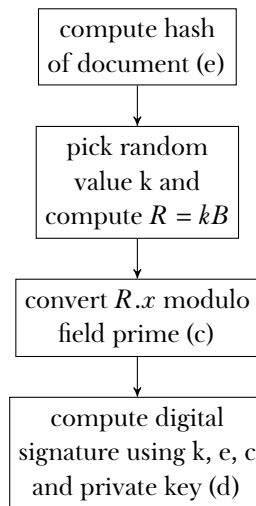 compute hash
of document (e)
pick random
value k and
compute R = kB
convert R.x modulo
field prime (c)
compute digital
signature using k, e, c
and private key (d)